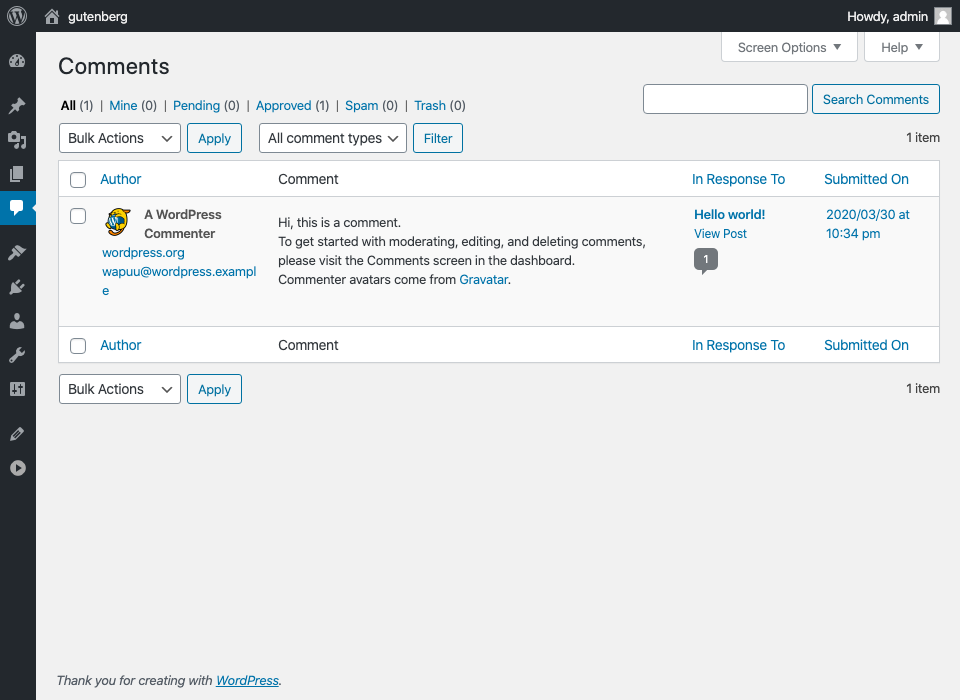 gutenberg
Howdy, admin
Screen Options
Help
Comments
All (1) | Mine (0) | Pending (0) | Approved (1) | Spam (0) | Trash (0)
Search Comments
Bulk Actions
Apply
All comment types
Filter
1 item
Author
Comment
In Response To
Submitted On
A WordPress
Commenter
wordpress.org
wapuu@wordpress.exampl
e
Hi, this is a comment.
To get started with moderating, editing, and deleting comments,
please visit the Comments screen in the dashboard.
Commenter avatars come from Gravatar.
Hello world!
View Post
1
2020/03/30 at
10:34 pm
Author
Comment
In Response To
Submitted On
Bulk Actions
Apply
1 item
Thank you for creating with WordPress.